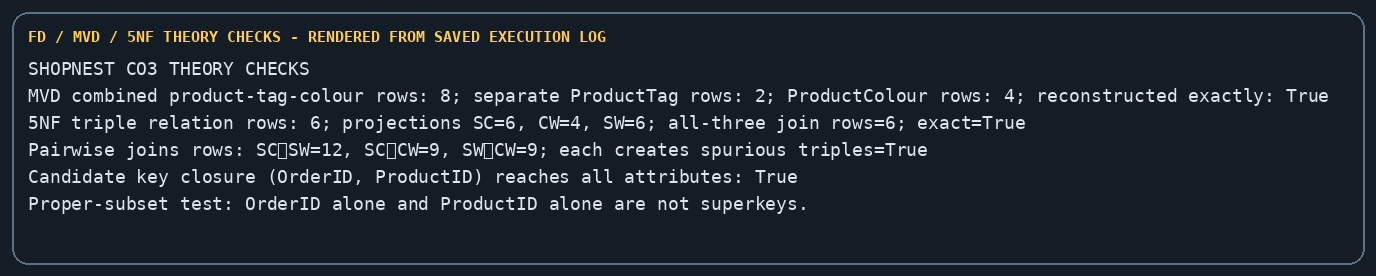 FD / MVD / 5NF THEORY CHECKS - RENDERED FROM SAVED EXECUTION LOG
SHOPNEST CO3 THEORY CHECKS
MVD combined product-tag-colour rows: 8; separate ProductTag rows: 2; ProductColour rows: 4; reconstructed exactly: True
5NF triple relation rows: 6; projections SC=6, CW=4, SW=6; all-three join rows=6; exact=True
Pairwise joins rows: SC▯SW=12, SC▯CW=9, SW▯CW=9; each creates spurious triples=True
Candidate key closure (OrderID, ProductID) reaches all attributes: True
Proper-subset test: OrderID alone and ProductID alone are not superkeys.